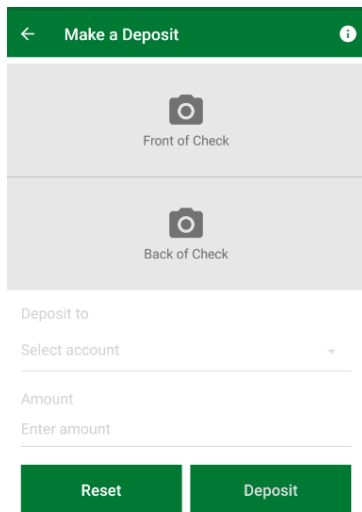 Make a Deposit
Front of Check
Back of Check
Deposit to
Select account
Amount
Enter amount
Reset
Deposit